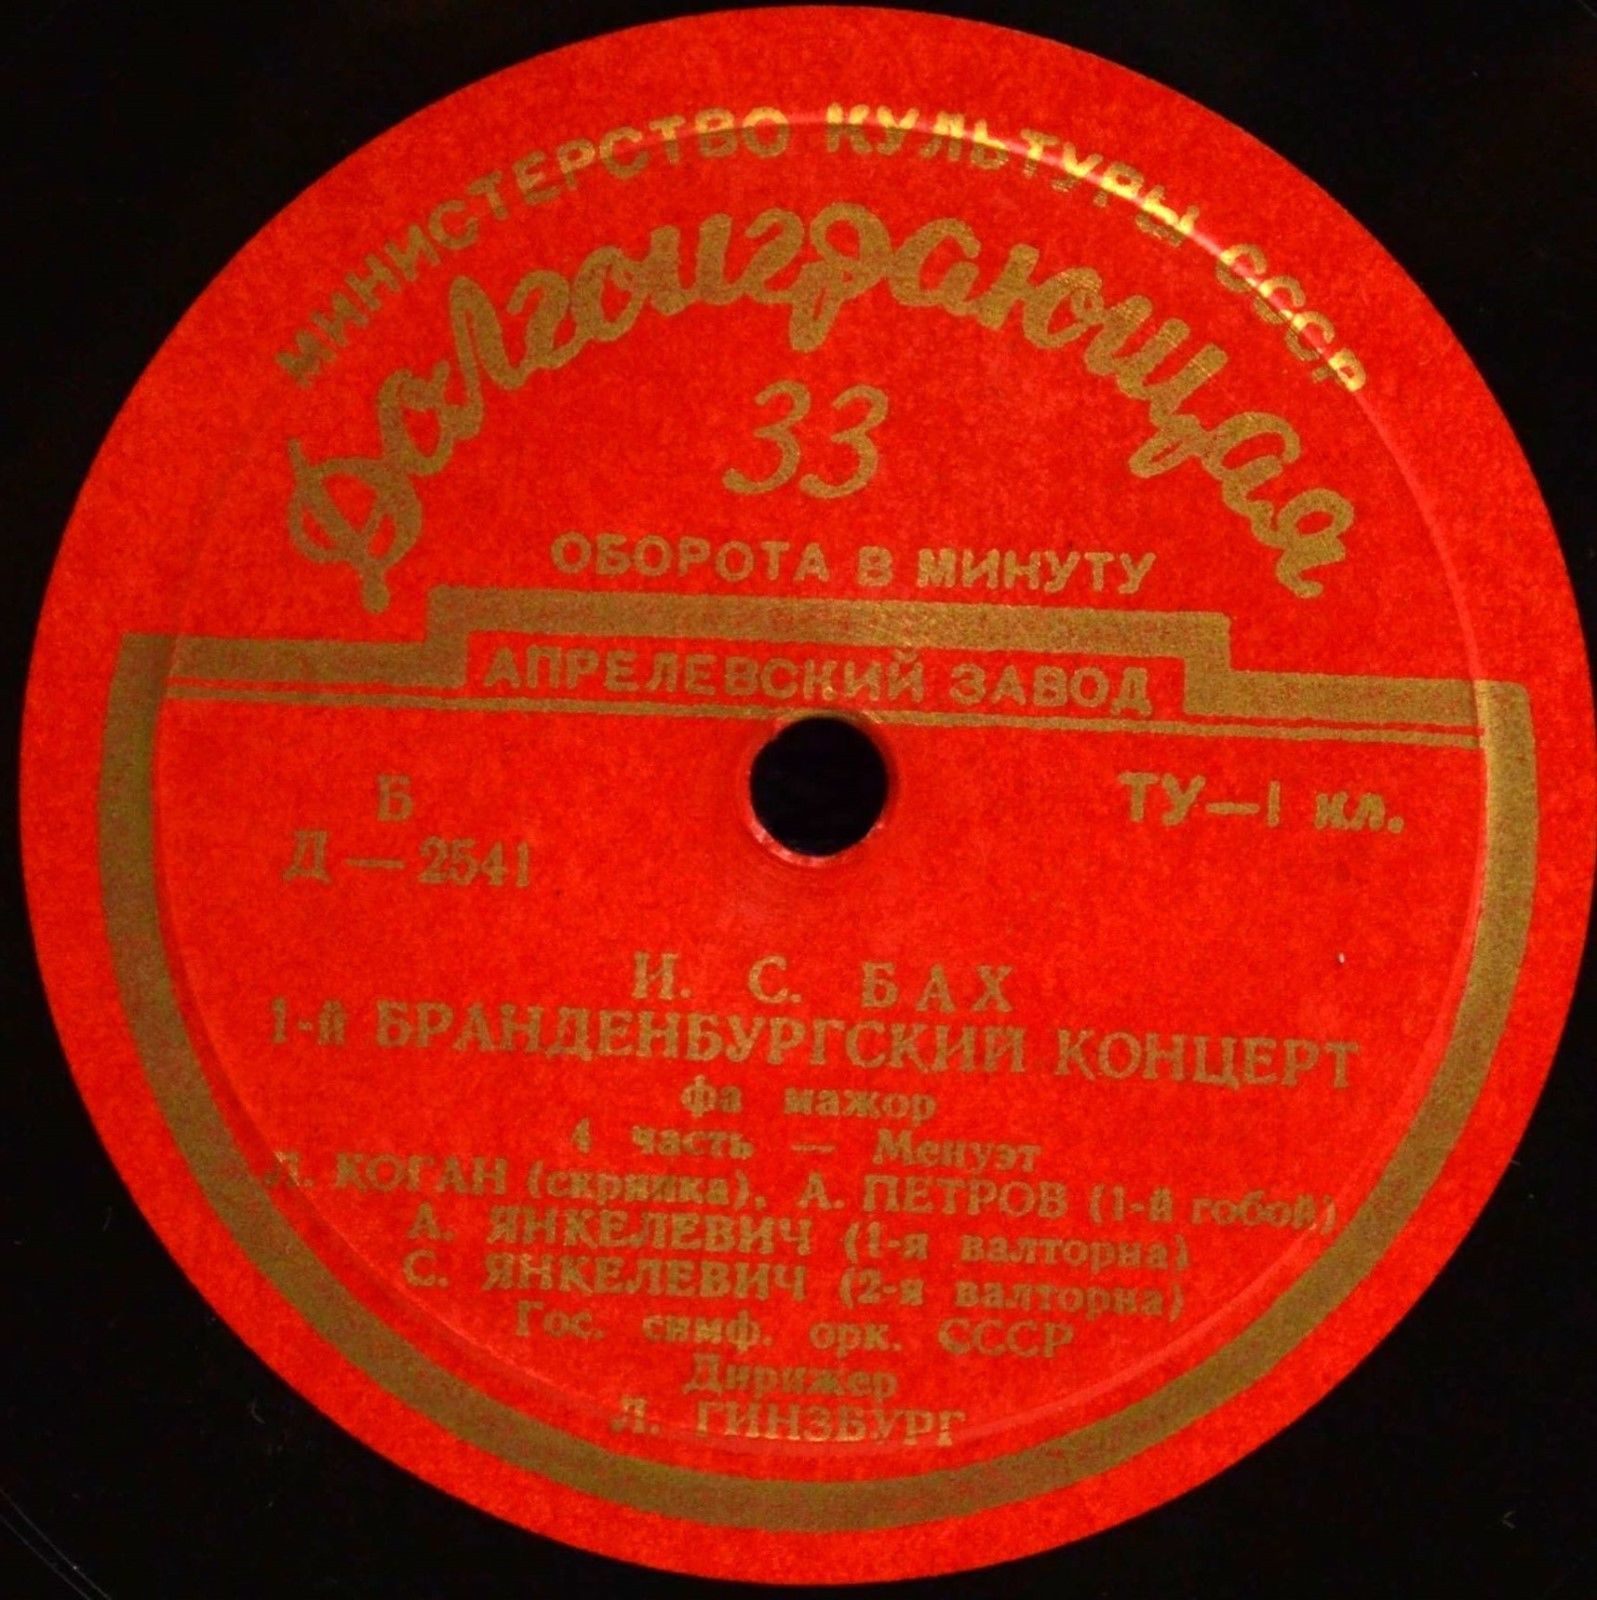 МИНИСТЕРСТВО КУЛЬТУРЫ СССР
Долгоиграющая
33
ОБОРОТА В МИНУТУ
АПРЕЛЕВСКИЙ ЗАВОД
Б
Д — 2541
ТУ—1 кл.
И. С. БАХ
1-й БРАНДЕНБУРГСКИЙ КОНЦЕРТ
фа мажор
4 часть — Менуэт
Л. КОГАН (скрипка), А. ПЕТРОВ (1-й гобой)
А. ЯНКЕЛЕВИЧ (1-я валторна)
С. ЯНКЕЛЕВИЧ (2-я валторна)
Гос. симф. орк. СССР
Дирижер
Л. ГИНЗБУРГ